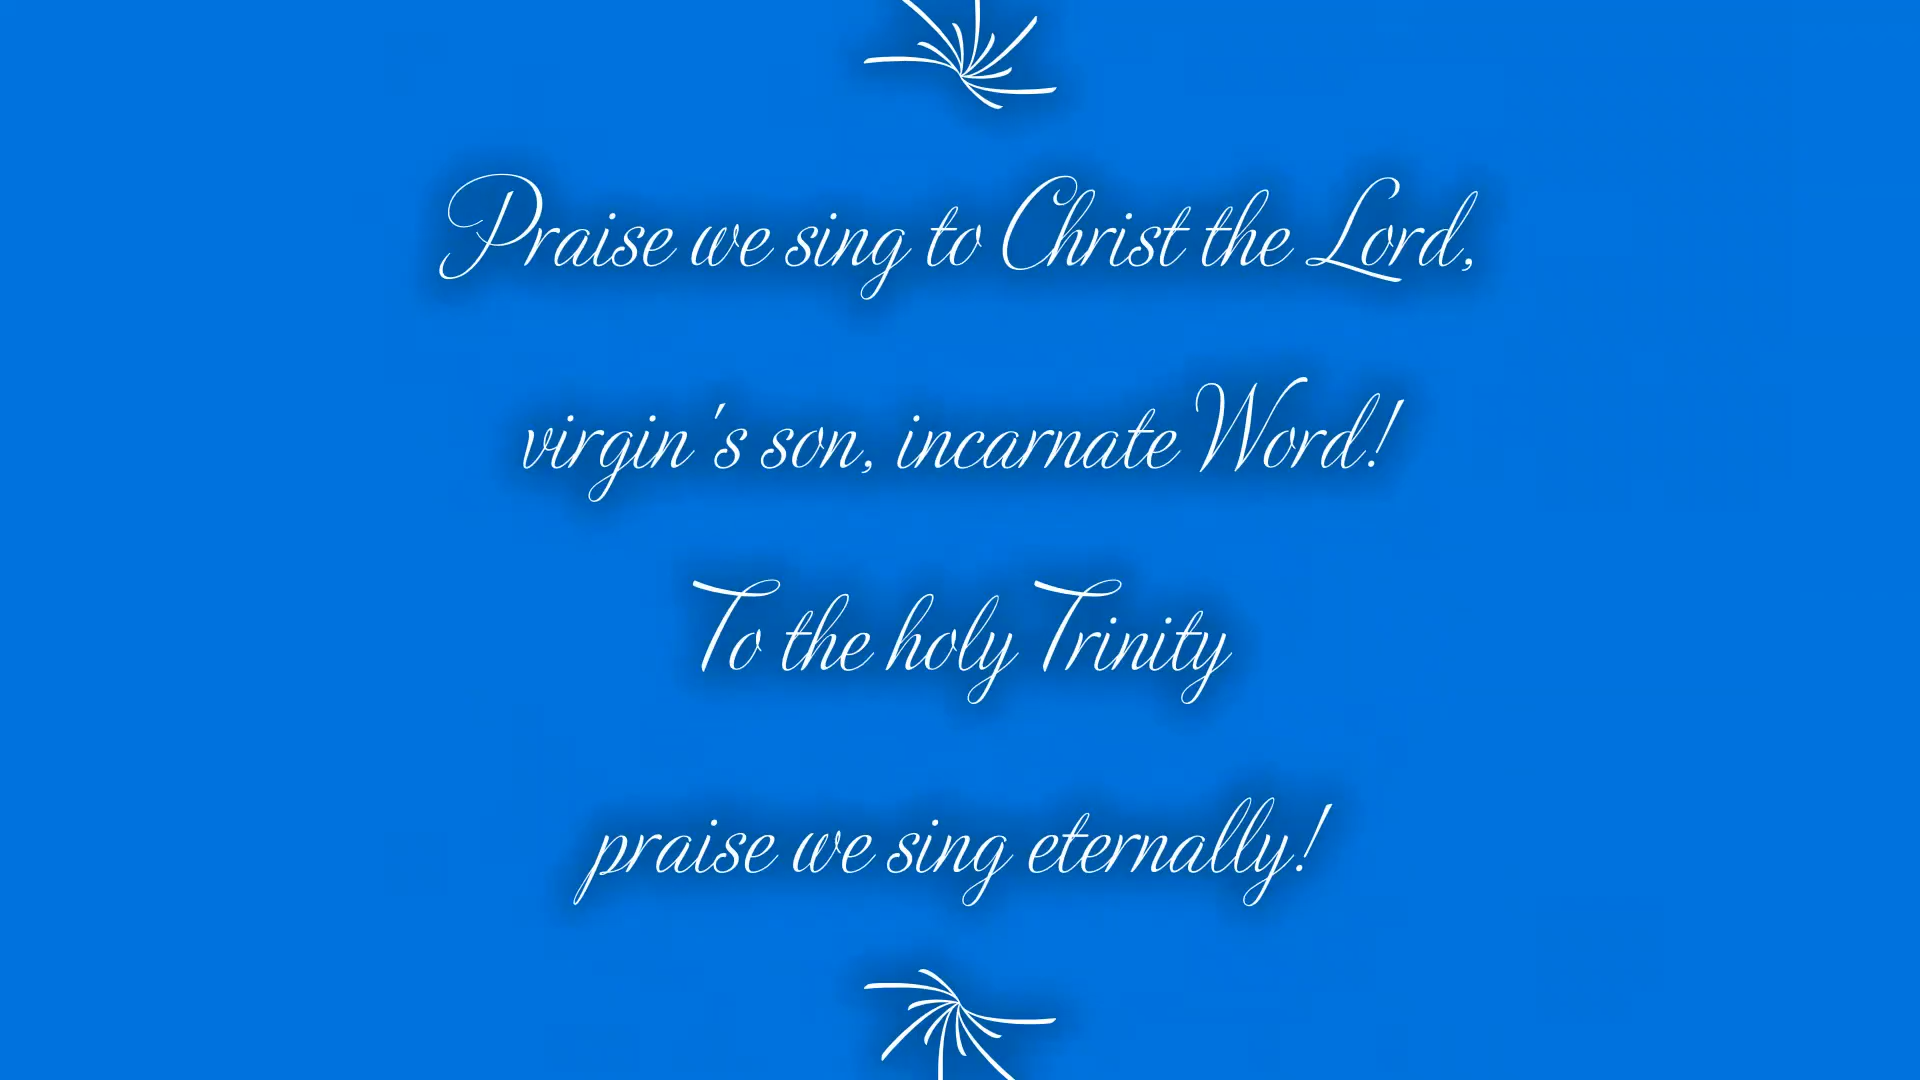 Praise we sing to Christ the Lord,
virgin's son, incarnate Word!
To the holy Trinity
praise we sing eternally!